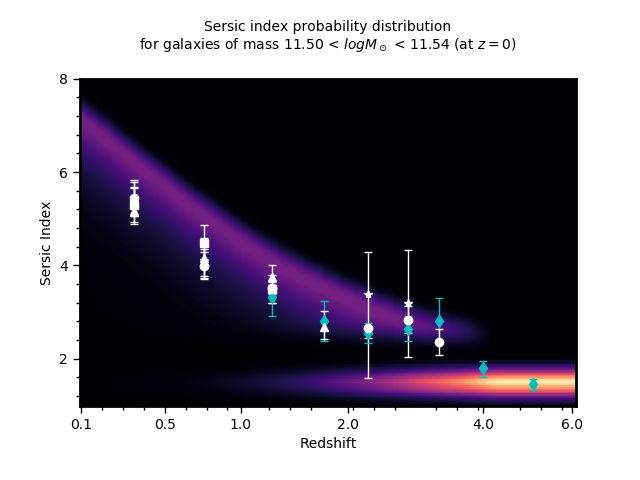 Sersic index probability distribution
for galaxies of mass 11.50 < logM⊙ < 11.54 (at z = 0)
8
6
4
2
Sersic Index
0.1 0.5 1.0 2.0 4.0 6.0
Redshift